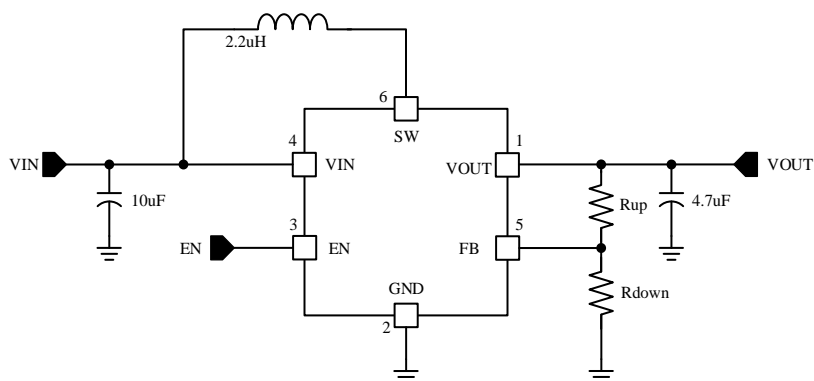 2.2uH
6
SW
VIN
4
VIN
1
VOUT
VOUT
10uF
Rup
4.7uF
EN
3
EN
5
FB
GND
Rdown
2